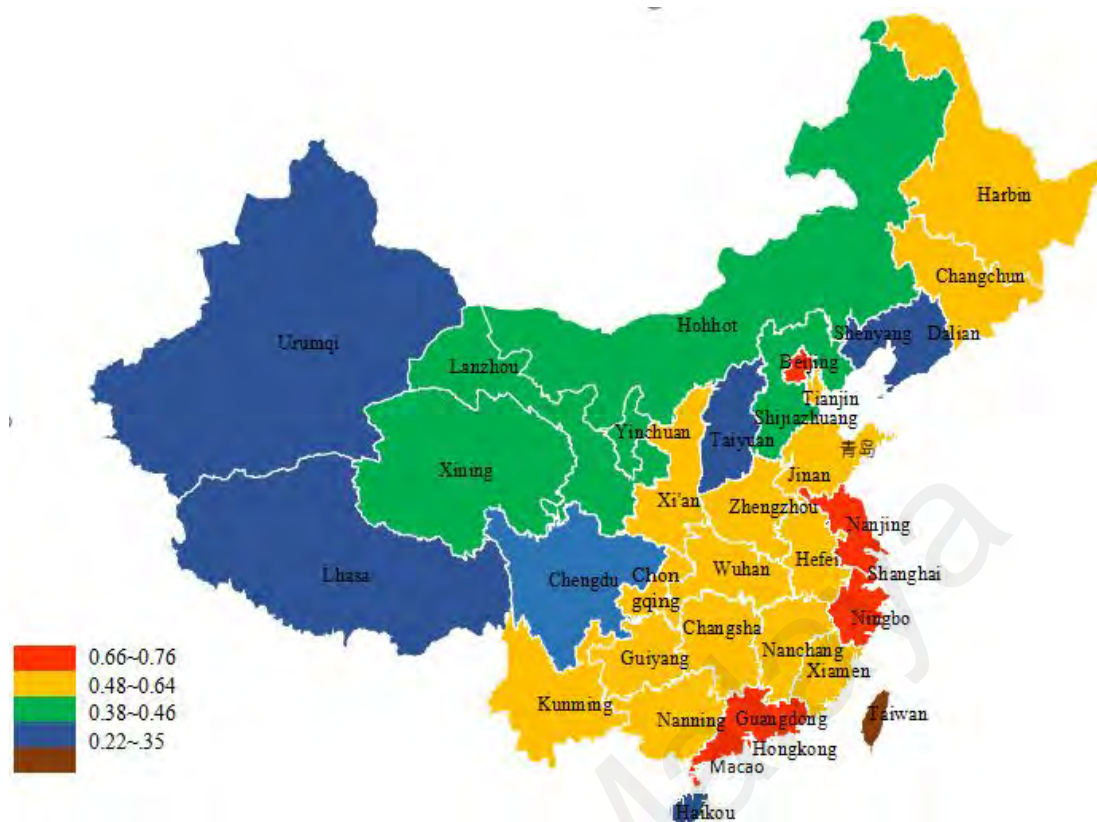 Harbin
Changchun
Hohhot
Shenyang
Dalian
Urumqi
Lanzhou
Beijing
Tianjin
Shijiazhuang
Yinchuan
Taiyuan
青岛
Xining
Jinan
Xi'an
Zhengzhou
Nanjing
Hefei
Wuhan
Shanghai
Lhasa
Chengdu
Chon
gqing
Ningbo
Changsha
Nanchang
Guiyang
Xiamen
Kunming
Nanning
Guangdong
Taiwan
Hongkong
Macao
Haikou
0.66~0.76
0.48~0.64
0.38~0.46
0.22~.35